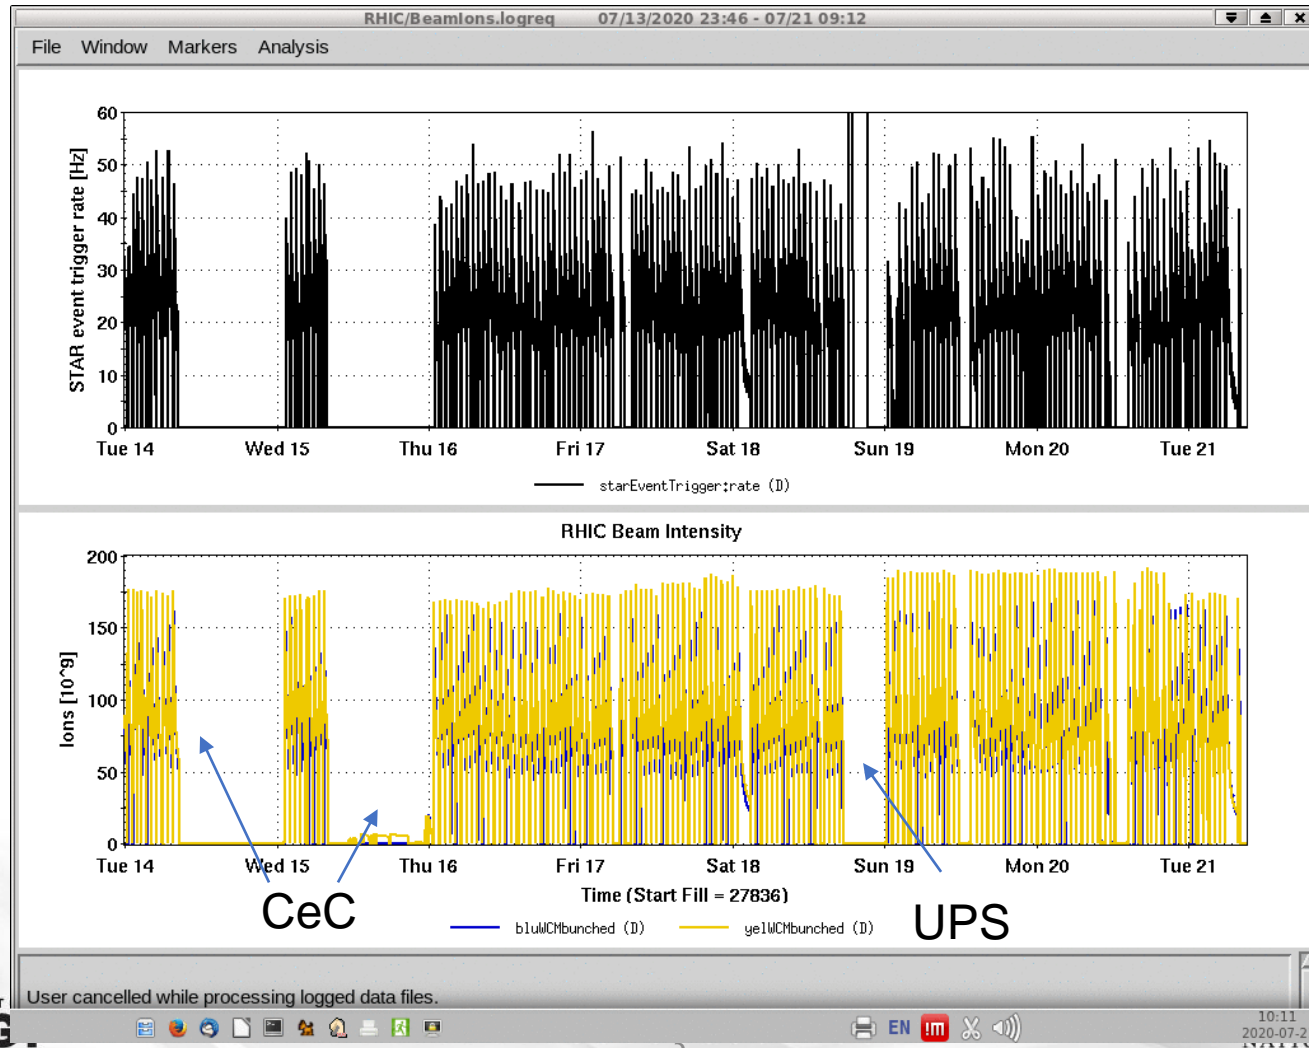 RHIC/BeamIons.logreq 07/13/2020 23:46 - 07/21 09:12
File Window Markers Analysis
STAR event trigger rate [Hz]
60
50
40
30
20
10
0
Tue 14 Wed 15 Thu 16 Fri 17 Sat 18 Sun 19 Mon 20 Tue 21
starEventTrigger:rate (D)
RHIC Beam Intensity
Ions [10^9]
200
150
100
50
0
Tue 14 Wed 15 Thu 16 Fri 17 Sat 18 Sun 19 Mon 20 Tue 21
Time (Start Fill = 27836)
CeC
UPS
bluWCMbunched (D) yelWCMbunched (D)
User cancelled while processing logged data files.
EN !m 10:11
2020-07-2